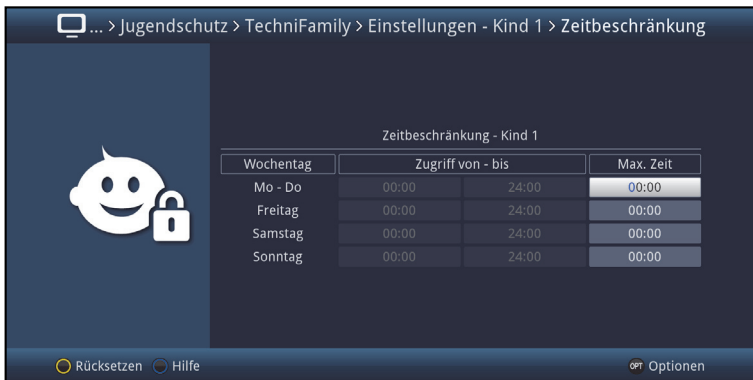 ... > Jugendschutz > TechniFamily > Einstellungen - Kind 1 > Zeitbeschränkung
Zeitbeschränkung - Kind 1
Wochentag Zugriff von - bis Max. Zeit
Mo - Do 00:00 24:00 00:00
Freitag 00:00 24:00 00:00
Samstag 00:00 24:00 00:00
Sonntag 00:00 24:00 00:00
Rücksetzen Hilfe OPT Optionen